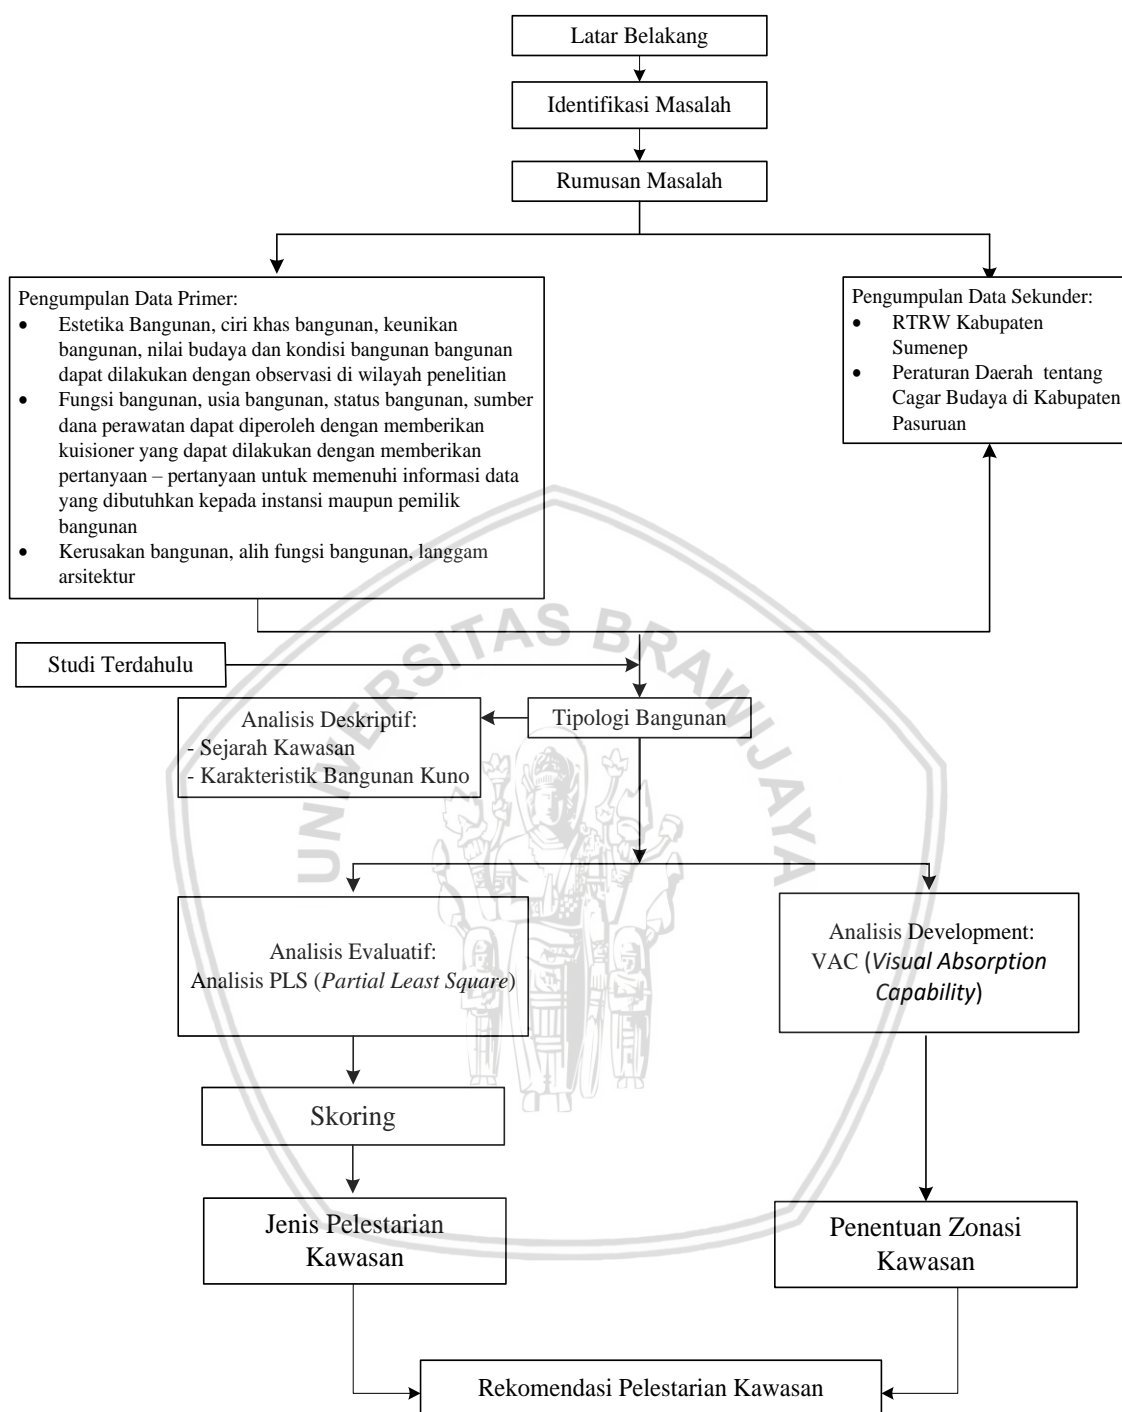 Latar Belakang
Identifikasi Masalah
Rumusan Masalah
Pengumpulan Data Primer:
• Estetika Bangunan, ciri khas bangunan, keunikan
bangunan, nilai budaya dan kondisi bangunan bangunan
dapat dilakukan dengan observasi di wilayah penelitian
• Fungsi bangunan, usia bangunan, status bangunan, sumber
dana perawatan dapat diperoleh dengan memberikan
kuisioner yang dapat dilakukan dengan memberikan
pertanyaan – pertanyaan untuk memenuhi informasi data
yang dibutuhkan kepada instansi maupun pemilik
bangunan
• Kerusakan bangunan, alih fungsi bangunan, langgam
arsitektur
Pengumpulan Data Sekunder:
• RTRW Kabupaten
Sumenep
• Peraturan Daerah tentang
Cagar Budaya di Kabupaten
Pasuruan
UNIVERSITAS BRAWIJAYA
Studi Terdahulu
Tipologi Bangunan
Analisis Deskriptif:
- Sejarah Kawasan
- Karakteristik Bangunan Kuno
Analisis Evaluatif:
Analisis PLS (Partial Least Square)
Analisis Development:
VAC (Visual Absorption
Capability)
Skoring
Jenis Pelestarian
Kawasan
Penentuan Zonasi
Kawasan
Rekomendasi Pelestarian Kawasan